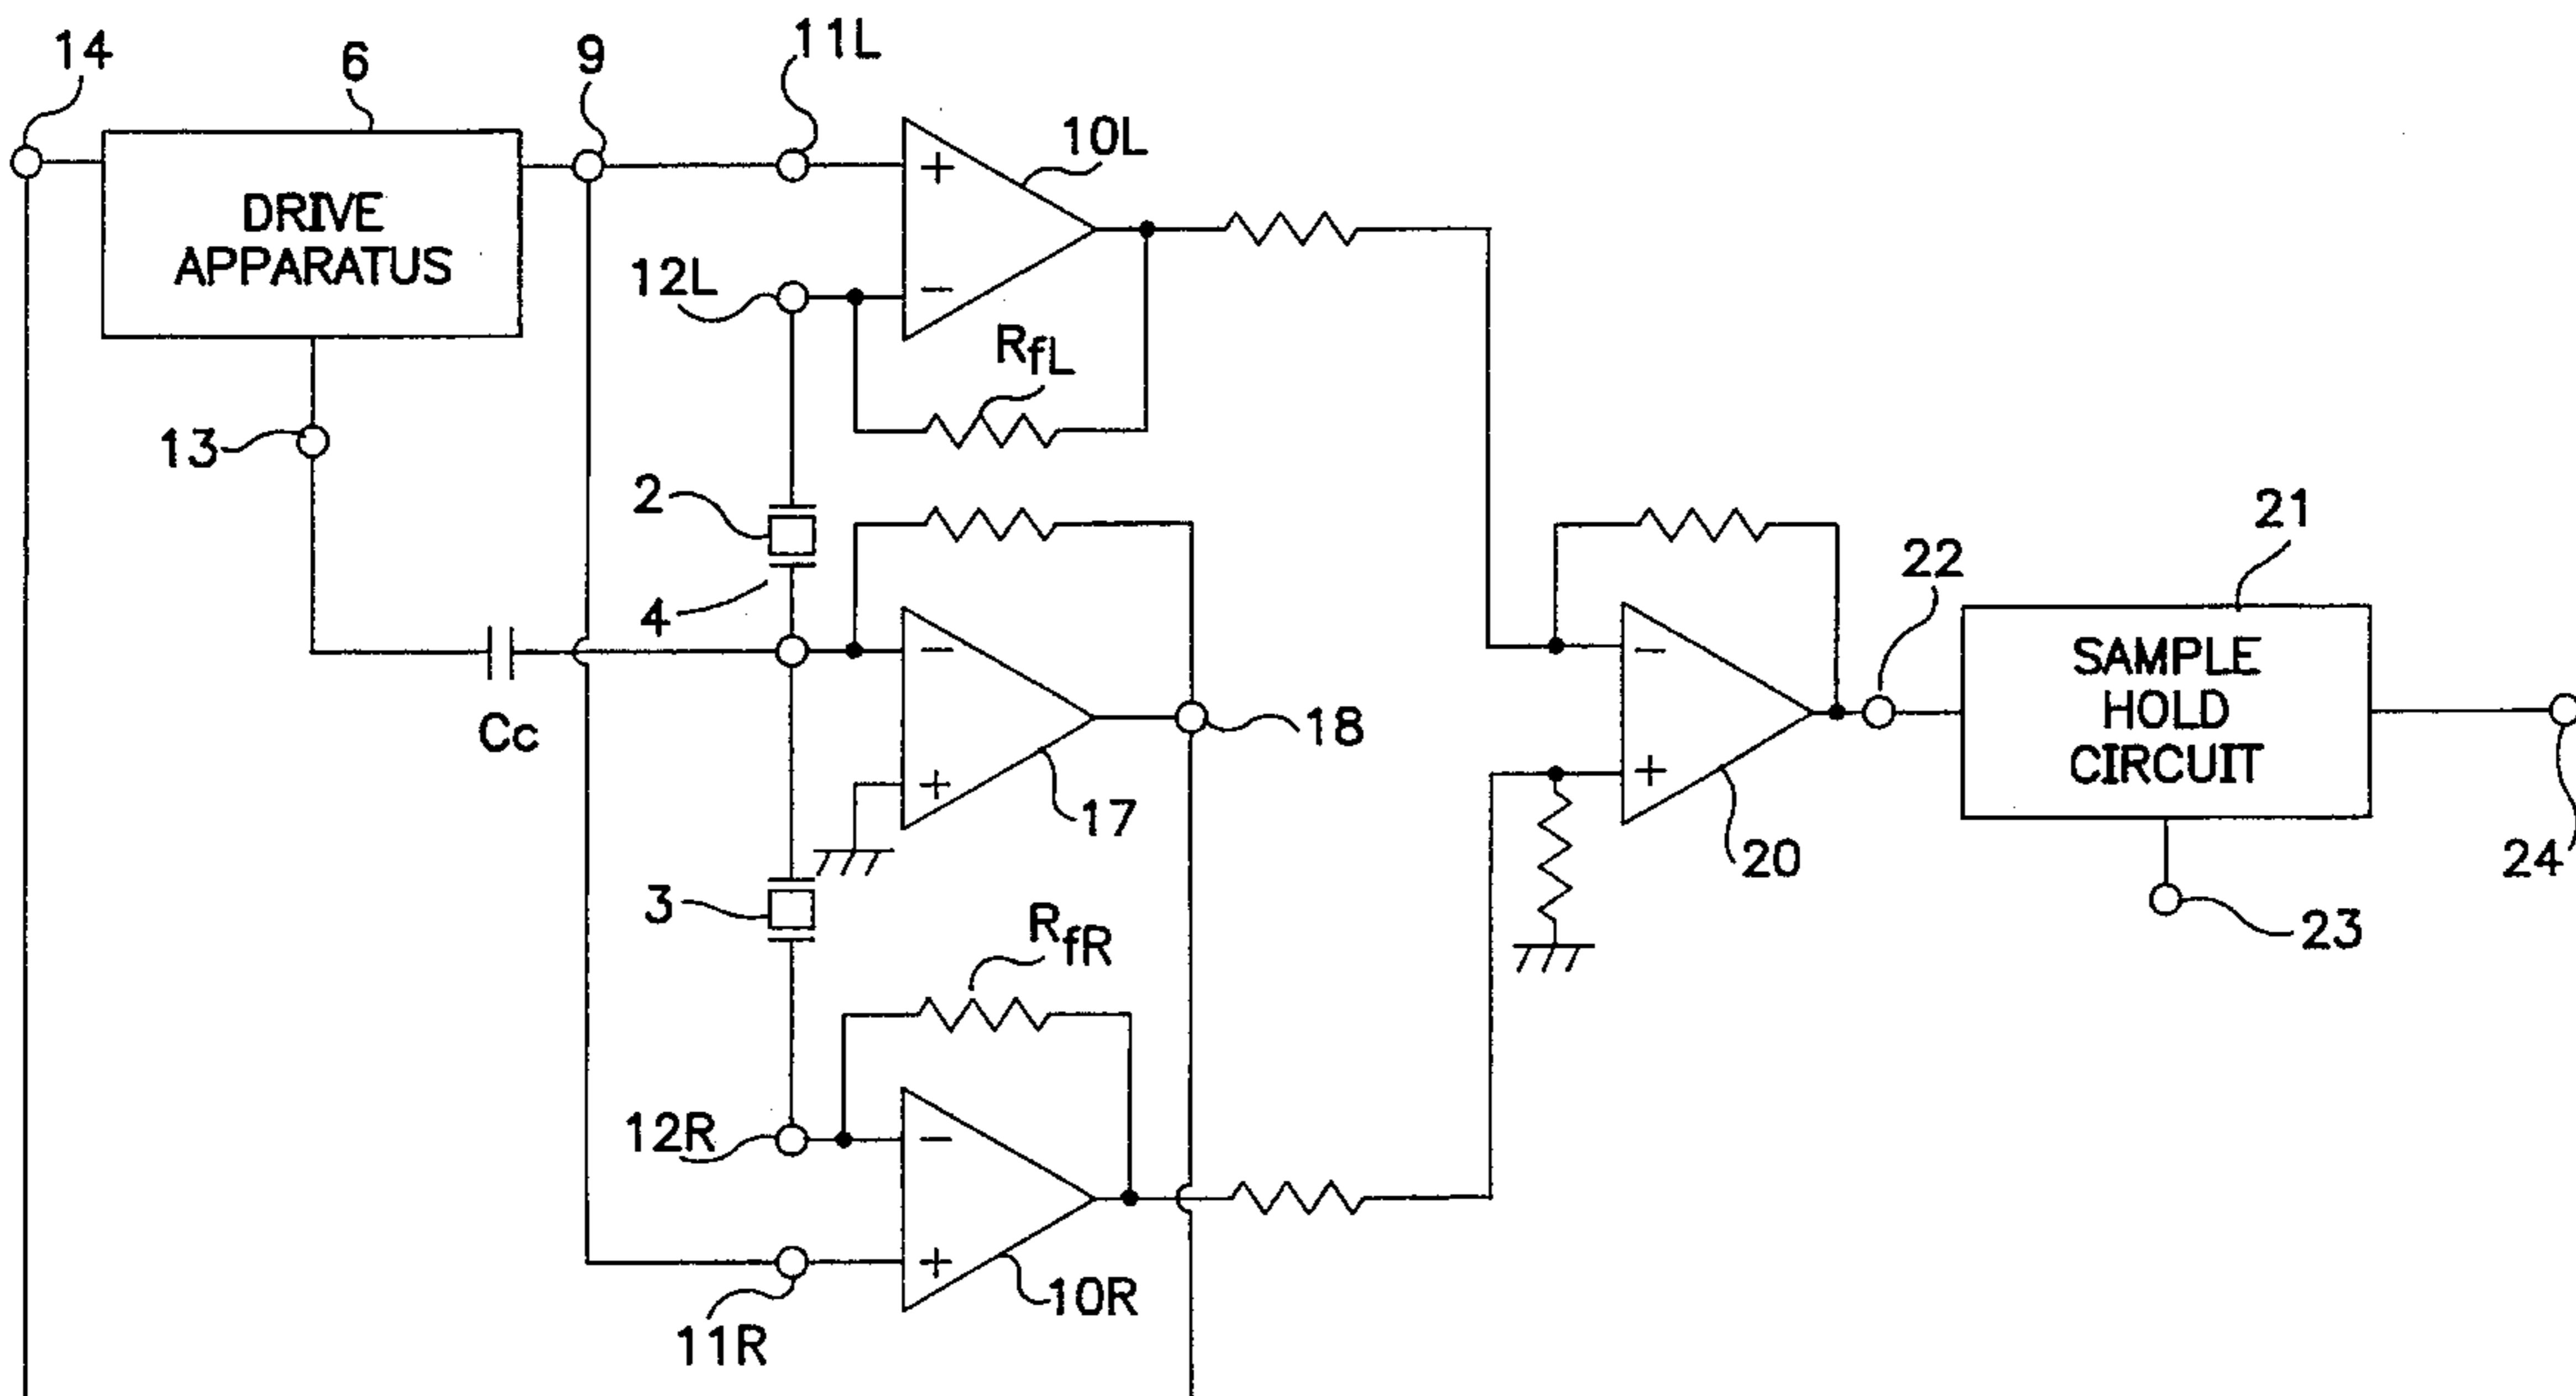 14
6
9
11L
DRIVE
APPARATUS
+
10L
12L
−
RfL
13
2
4
−
Cc
+
17
18
3
RfR
12R
−
+
10R
11R
22
21
−
+
20
SAMPLE
HOLD
CIRCUIT
24
23